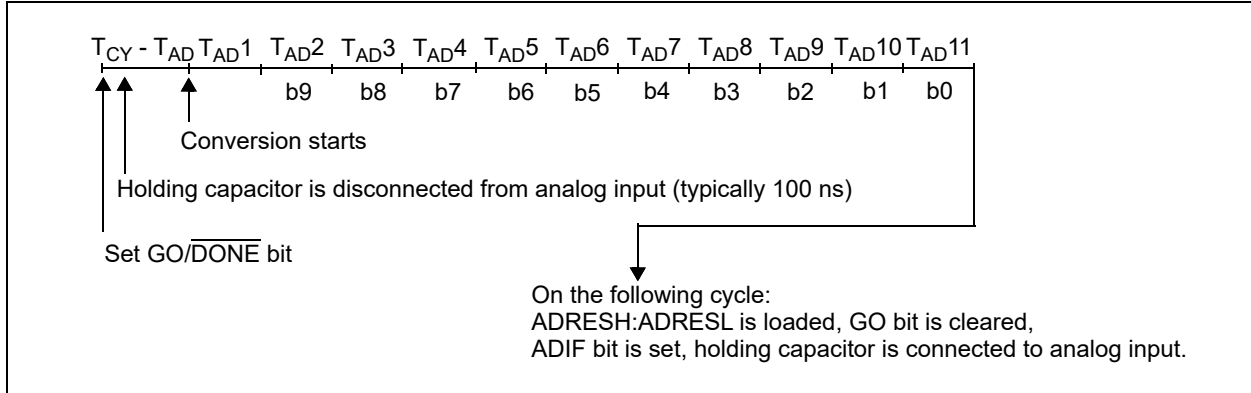 TCY - TAD TAD1 TAD2 TAD3 TAD4 TAD5 TAD6 TAD7 TAD8 TAD9 TAD10 TAD11
b9 b8 b7 b6 b5 b4 b3 b2 b1 b0
Conversion starts
Holding capacitor is disconnected from analog input (typically 100 ns)
Set GO/DONE bit
On the following cycle:
ADRESH:ADRESL is loaded, GO bit is cleared,
ADIF bit is set, holding capacitor is connected to analog input.